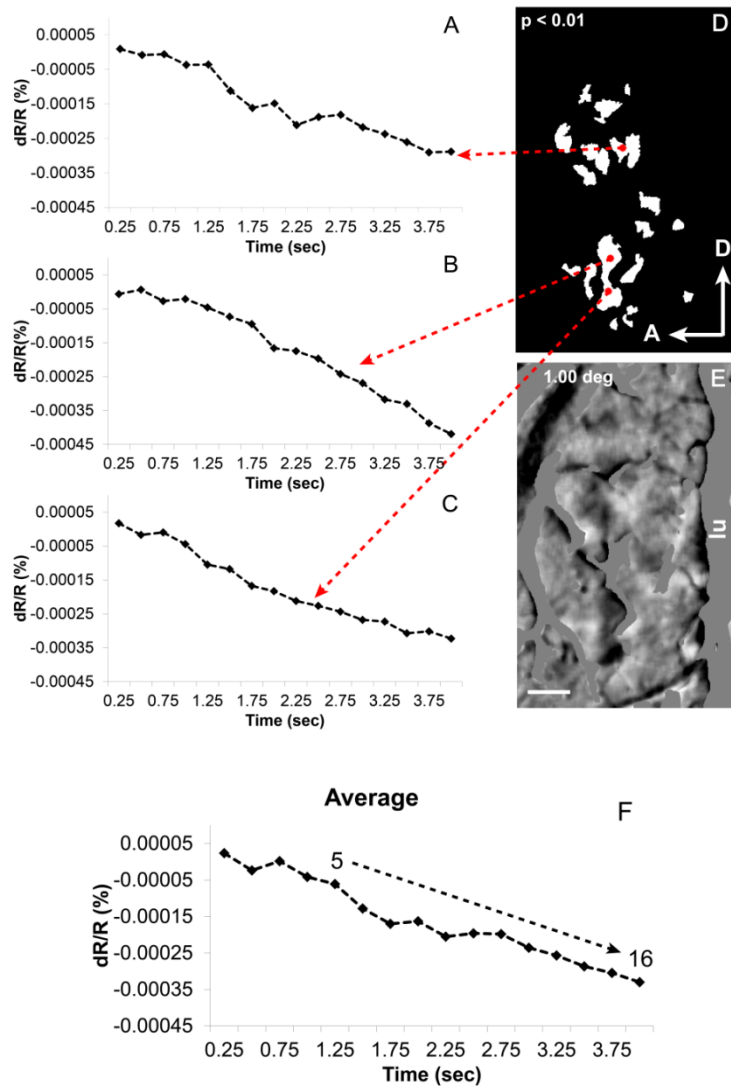 A
0.00005
-0.00005
-0.00015
-0.00025
-0.00035
-0.00045
dR/R (%)
0.25 0.75 1.25 1.75 2.25 2.75 3.25 3.75
Time (sec)
B
0.00005
-0.00005
-0.00015
-0.00025
-0.00035
-0.00045
dR/R(%)
0.25 0.75 1.25 1.75 2.25 2.75 3.25 3.75
Time (sec)
C
0.00005
-0.00005
-0.00015
-0.00025
-0.00035
-0.00045
dR/R (%)
0.25 0.75 1.25 1.75 2.25 2.75 3.25 3.75
Time (sec)
p < 0.01 D
D
A
1.00 deg E
lu
Average
F
0.00005
-0.00005
-0.00015
-0.00025
-0.00035
-0.00045
dR/R (%)
5
16
0.25 0.75 1.25 1.75 2.25 2.75 3.25 3.75
Time (sec)